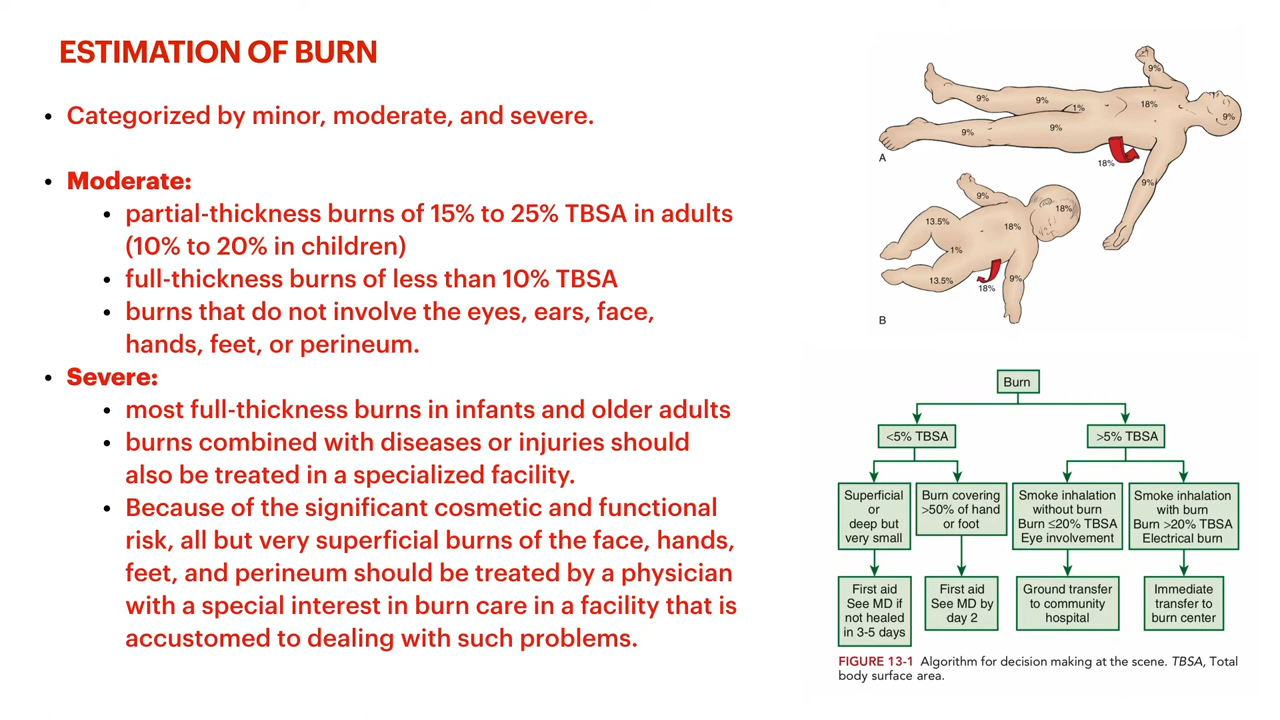 ESTIMATION OF BURN
• Categorized by minor, moderate, and severe.
• Moderate:
• partial-thickness burns of 15% to 25% TBSA in adults
(10% to 20% in children)
• full-thickness burns of less than 10% TBSA
• burns that do not involve the eyes, ears, face,
hands, feet, or perineum.
• Severe:
• most full-thickness burns in infants and older adults
• burns combined with diseases or injuries should
also be treated in a specialized facility.
• Because of the significant cosmetic and functional
risk, all but very superficial burns of the face, hands,
feet, and perineum should be treated by a physician
with a special interest in burn care in a facility that is
accustomed to dealing with such problems.
9%
9%
9%
1%
18%
9%
9%
9%
18%
9%
A
9%
18%
13.5%
18%
1%
13.5%
9%
18%
B
Burn
<5% TBSA
>5% TBSA
Superficial
or
deep but
very small
Burn covering
>50% of hand
or foot
Smoke inhalation
without burn
Burn ≤20% TBSA
Eye involvement
Smoke inhalation
with burn
Burn >20% TBSA
Electrical burn
First aid
See MD if
not healed
in 3-5 days
First aid
See MD by
day 2
Ground transfer
to community
hospital
Immediate
transfer to
burn center
FIGURE 13-1 Algorithm for decision making at the scene. TBSA, Total
body surface area.